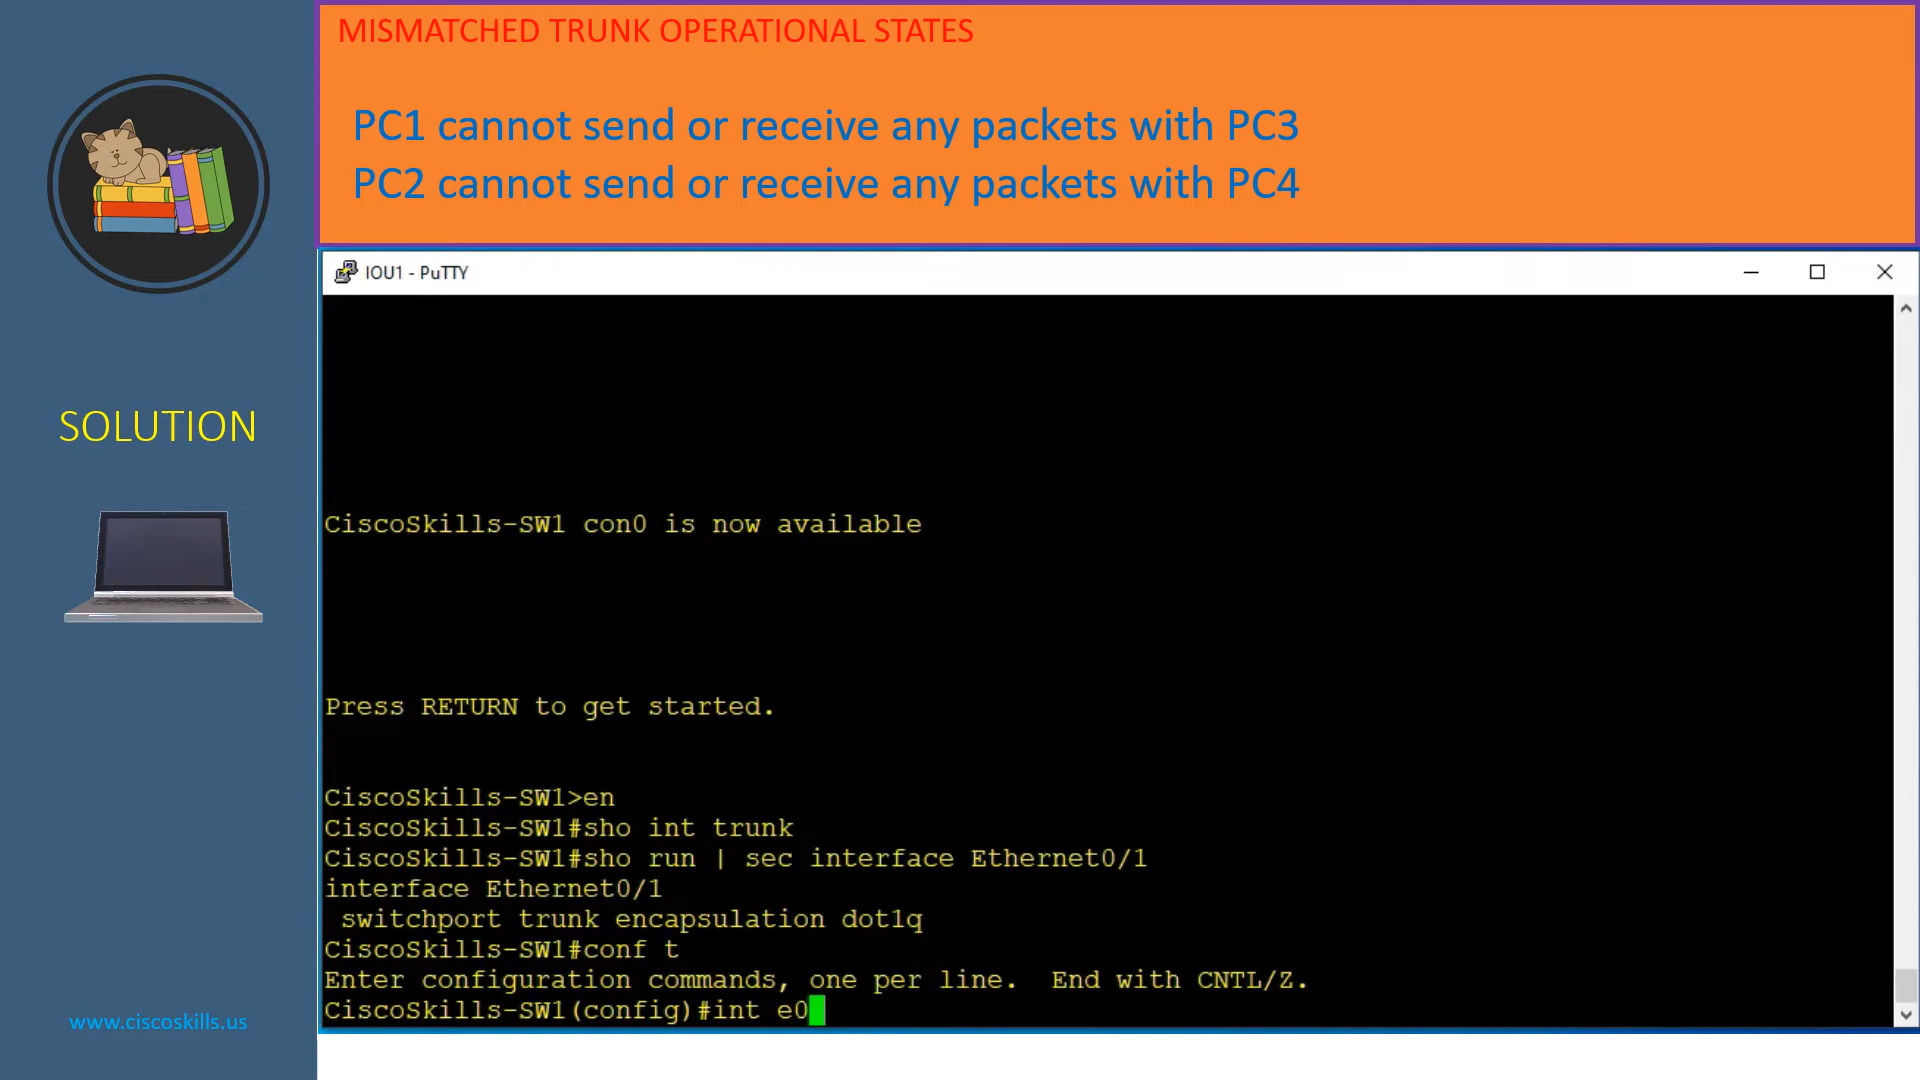 MISMATCHED TRUNK OPERATIONAL STATES
PC1 cannot send or receive any packets with PC3
PC2 cannot send or receive any packets with PC4
SOLUTION
www.ciscoskills.us
IOU1 - PuTTY
CiscoSkills-SW1 con0 is now available
Press RETURN to get started.
CiscoSkills-SW1>en
CiscoSkills-SW1#sho int trunk
CiscoSkills-SW1#sho run | sec interface Ethernet0/1
interface Ethernet0/1
 switchport trunk encapsulation dot1q
CiscoSkills-SW1#conf t
Enter configuration commands, one per line.  End with CNTL/Z.
CiscoSkills-SW1(config)#int e0